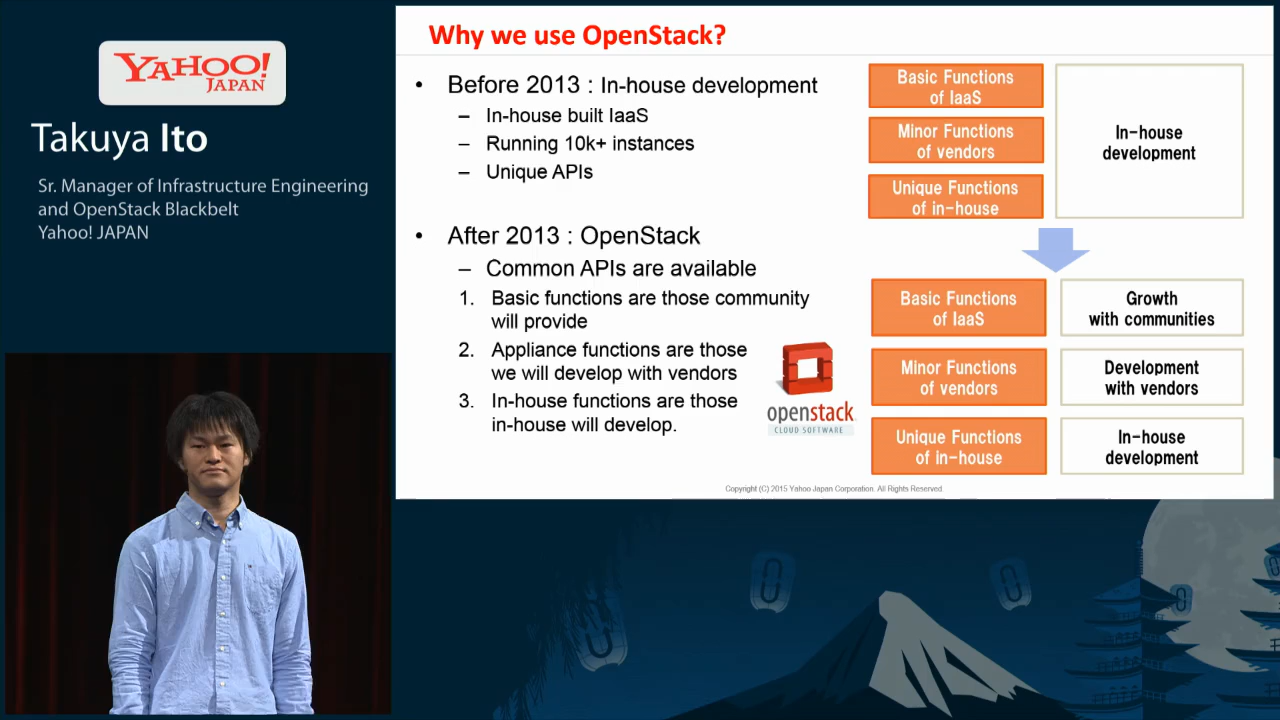 YAHOO!
JAPAN
Takuya Ito
Sr. Manager of Infrastructure Engineering
and OpenStack Blackbelt
Yahoo! JAPAN
Why we use OpenStack?
• Before 2013 : In-house development
– In-house built IaaS
– Running 10k+ instances
– Unique APIs
• After 2013 : OpenStack
– Common APIs are available
1. Basic functions are those community
will provide
2. Appliance functions are those
we will develop with vendors
3. In-house functions are those
in-house will develop.
openstack
CLOUD SOFTWARE
Basic Functions
of IaaS
Minor Functions
of vendors
Unique Functions
of in-house
In-house
development
Basic Functions
of IaaS
Growth
with communities
Minor Functions
of vendors
Development
with vendors
Unique Functions
of in-house
In-house
development
Copyright (C) 2015 Yahoo Japan Corporation. All Rights Reserved.